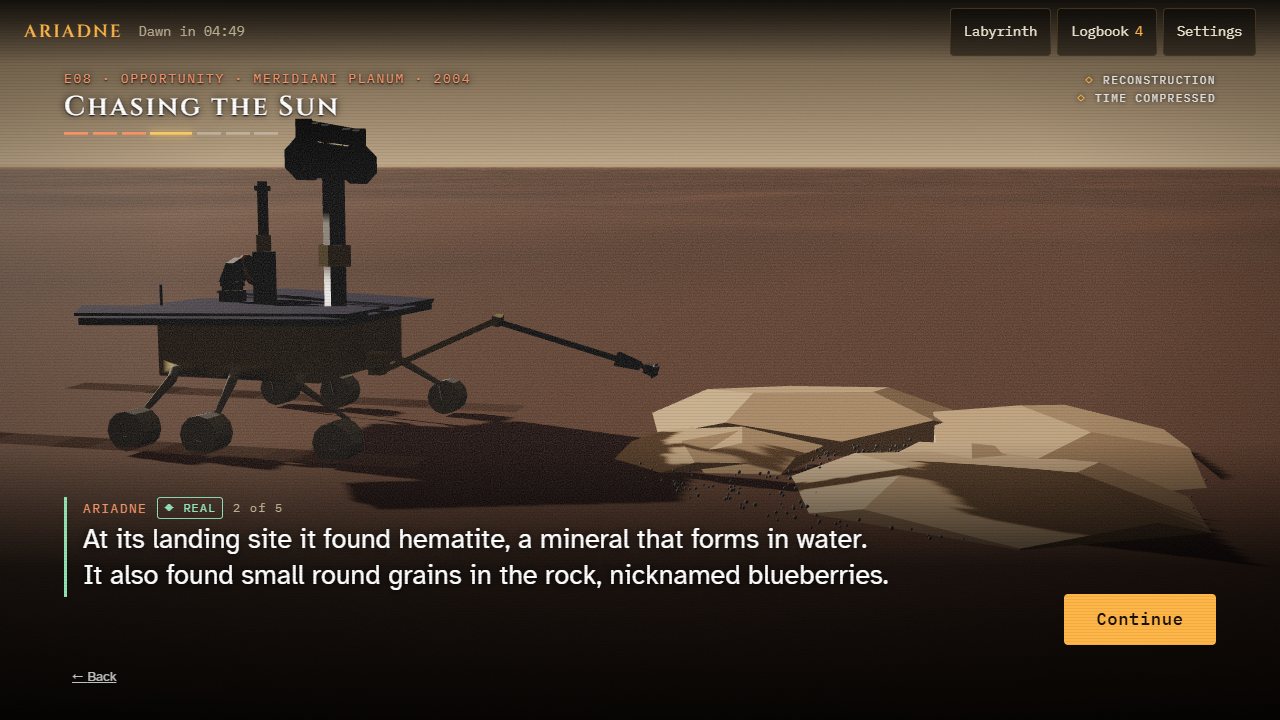 ARIADNE Dawn in 04:49 Labyrinth Logbook 4 Settings
E08 · OPPORTUNITY · MERIDIANI PLANUM · 2004
Chasing the Sun
◇ RECONSTRUCTION
◇ TIME COMPRESSED
ARIADNE ◆ REAL 2 of 5
At its landing site it found hematite, a mineral that forms in water.
It also found small round grains in the rock, nicknamed blueberries.
Continue
← Back